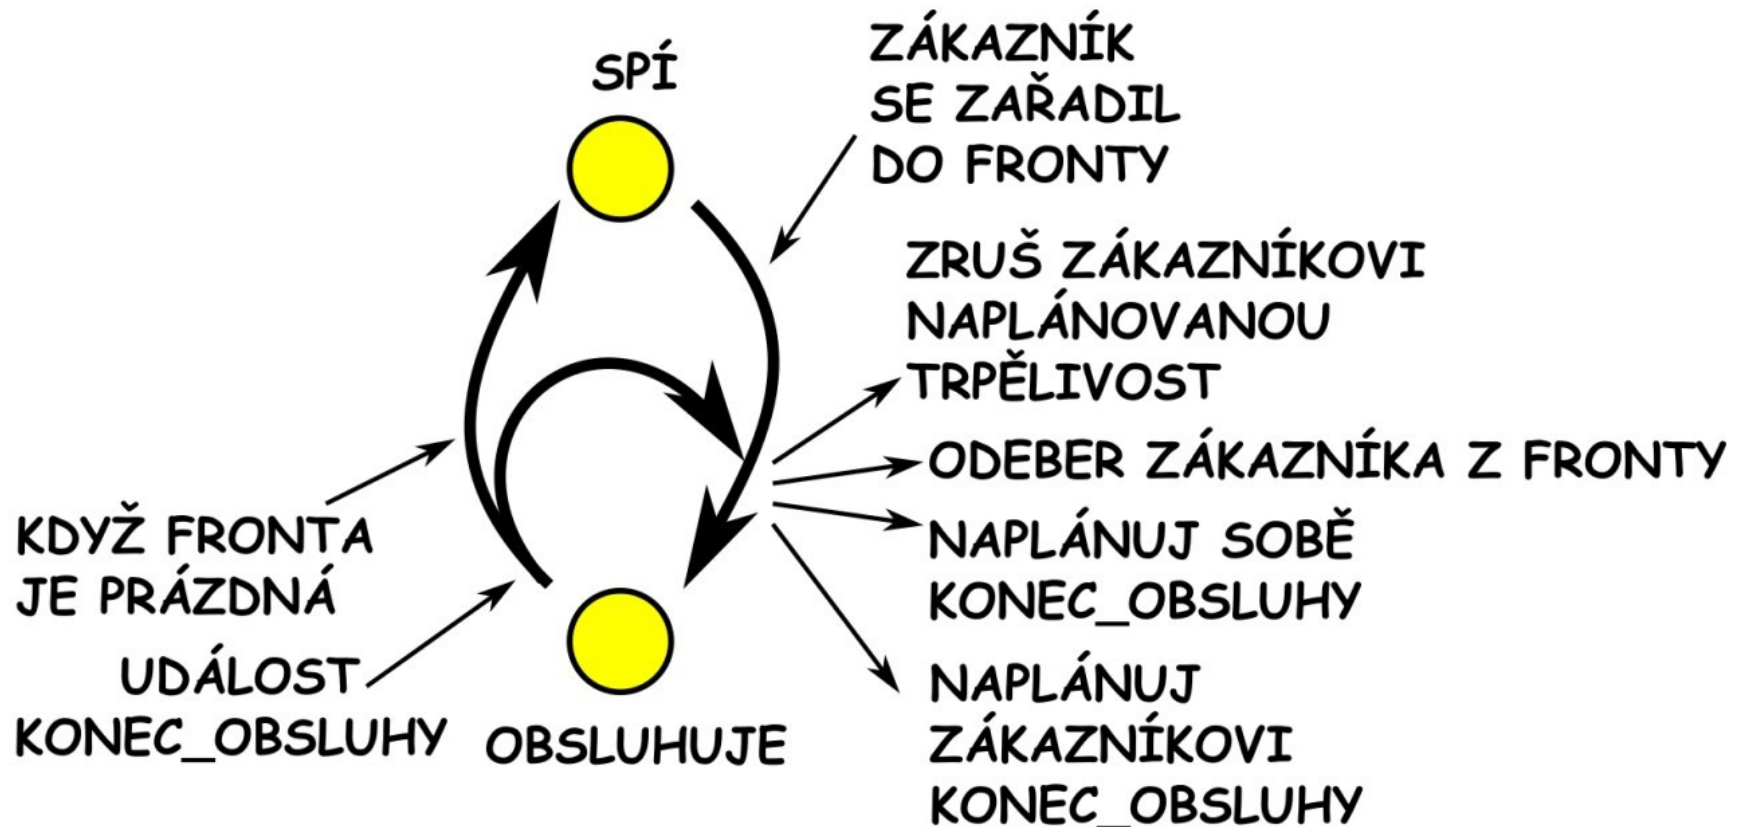 SPÍ
ZÁKAZNÍK
SE ZAŘADIL
DO FRONTY
ZRUŠ ZÁKAZNÍKOVI
NAPLÁNOVANOU
TRPĚLIVOST
ODEBER ZÁKAZNÍKA Z FRONTY
NAPLÁNUJ SOBĚ
KONEC_OBSLUHY
NAPLÁNUJ
ZÁKAZNÍKOVI
KONEC_OBSLUHY
KDYŽ FRONTA
JE PRÁZDNÁ
UDÁLOST
KONEC_OBSLUHY
OBSLUHUJE